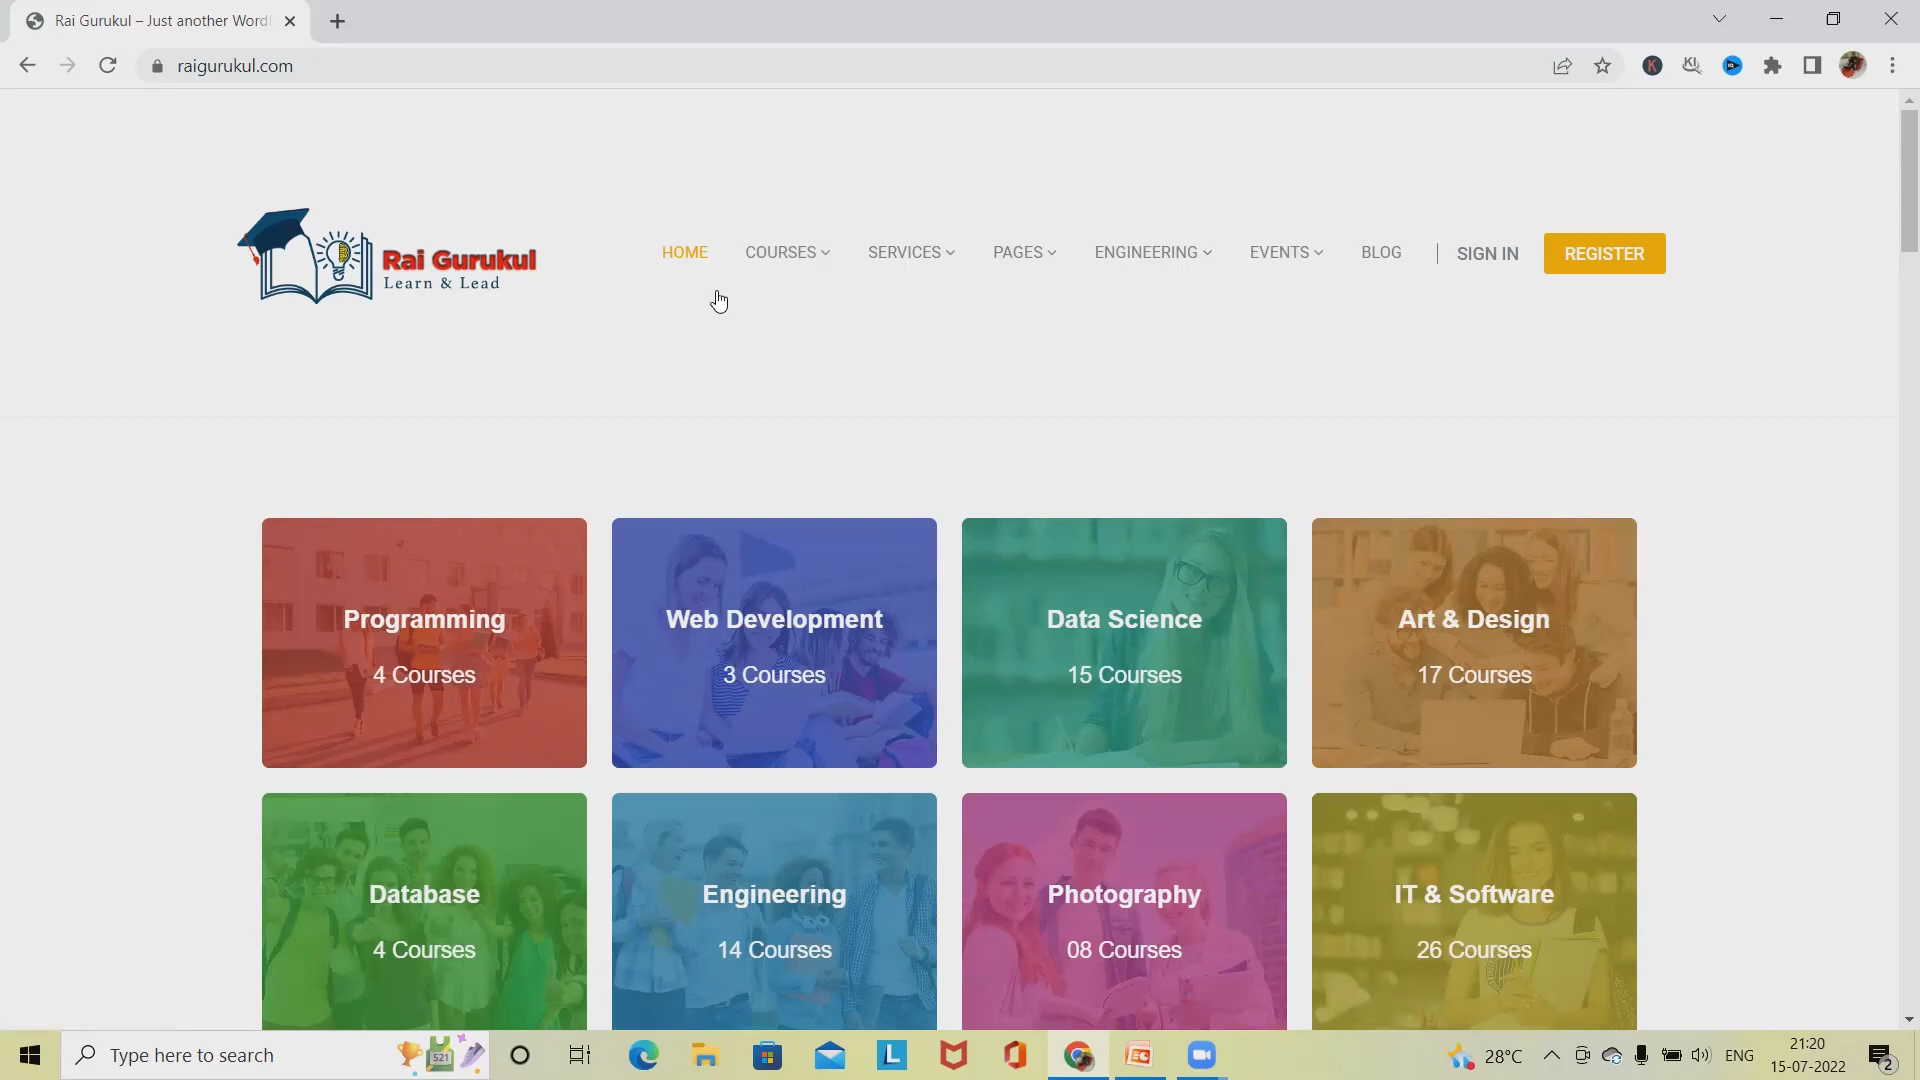 Rai Gurukul – Just another Word
raigurukul.com
Rai Gurukul
Learn & Lead
HOME COURSES SERVICES PAGES ENGINEERING EVENTS BLOG SIGN IN REGISTER
Programming
4 Courses
Web Development
3 Courses
Data Science
15 Courses
Art & Design
17 Courses
Database
4 Courses
Engineering
14 Courses
Photography
08 Courses
IT & Software
26 Courses
Type here to search
521
28°C
ENG
21:20
15-07-2022
2